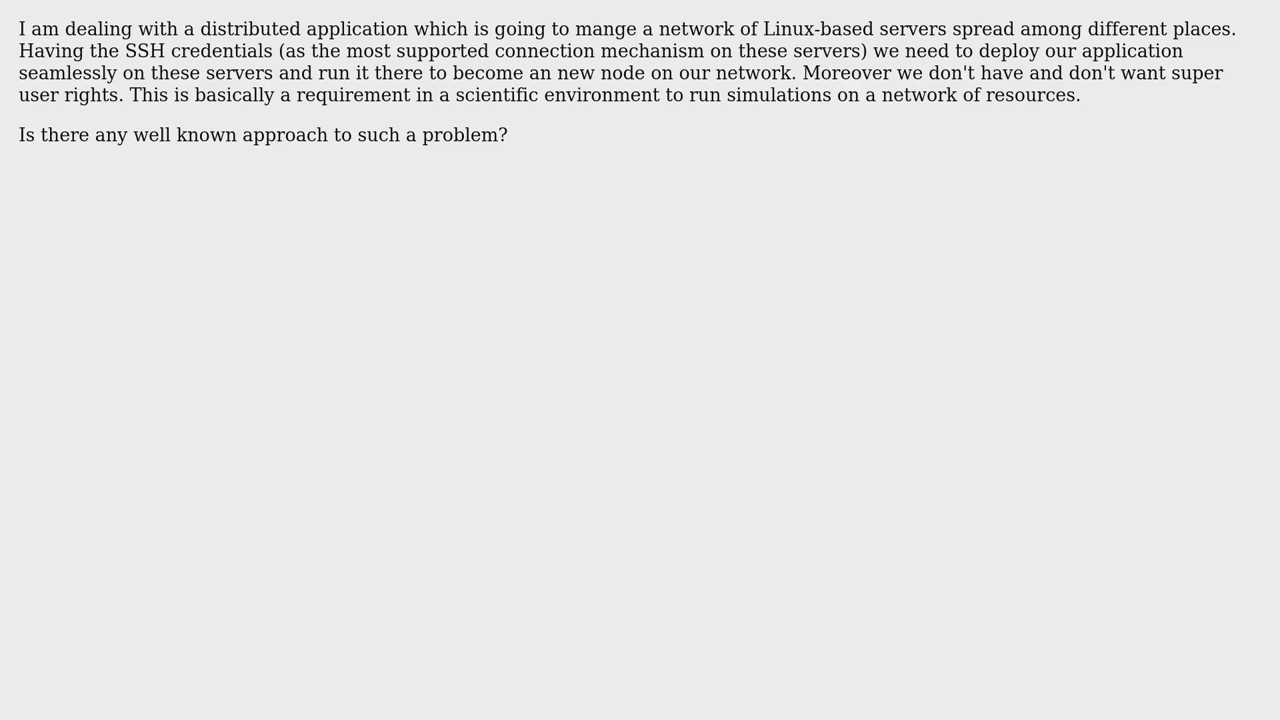 I am dealing with a distributed application which is going to mange a network of Linux-based servers spread among different places.
Having the SSH credentials (as the most supported connection mechanism on these servers) we need to deploy our application
seamlessly on these servers and run it there to become an new node on our network. Moreover we don't have and don't want super
user rights. This is basically a requirement in a scientific environment to run simulations on a network of resources.
Is there any well known approach to such a problem?